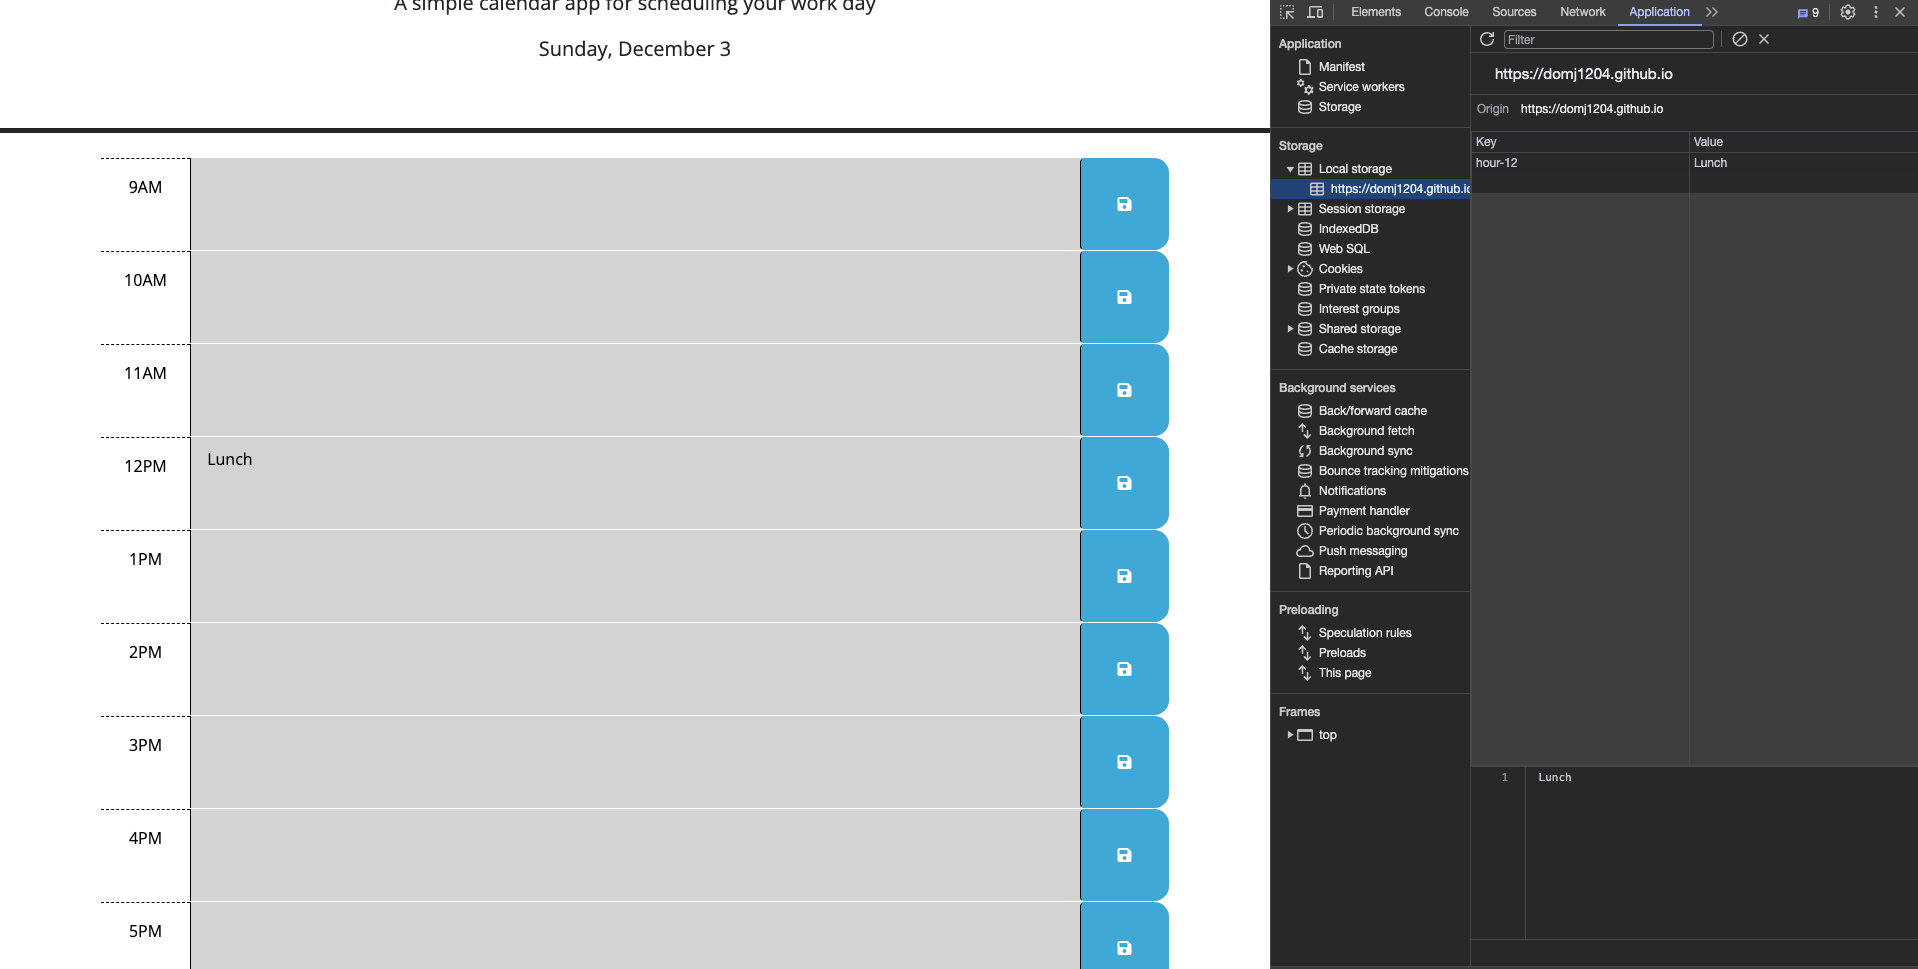 A simple calendar app for scheduling your work day
Sunday, December 3
9AM
10AM
11AM
12PM
Lunch
1PM
2PM
3PM
4PM
5PM
Elements
Console
Sources
Network
Application
9
Application
Manifest
Service workers
Storage
Storage
Local storage
https://domj1204.github.io
Session storage
IndexedDB
Web SQL
Cookies
Private state tokens
Interest groups
Shared storage
Cache storage
Background services
Back/forward cache
Background fetch
Background sync
Bounce tracking mitigations
Notifications
Payment handler
Periodic background sync
Push messaging
Reporting API
Preloading
Speculation rules
Preloads
This page
Frames
top
Filter
https://domj1204.github.io
Origin https://domj1204.github.io
Key Value
hour-12 Lunch
1 Lunch